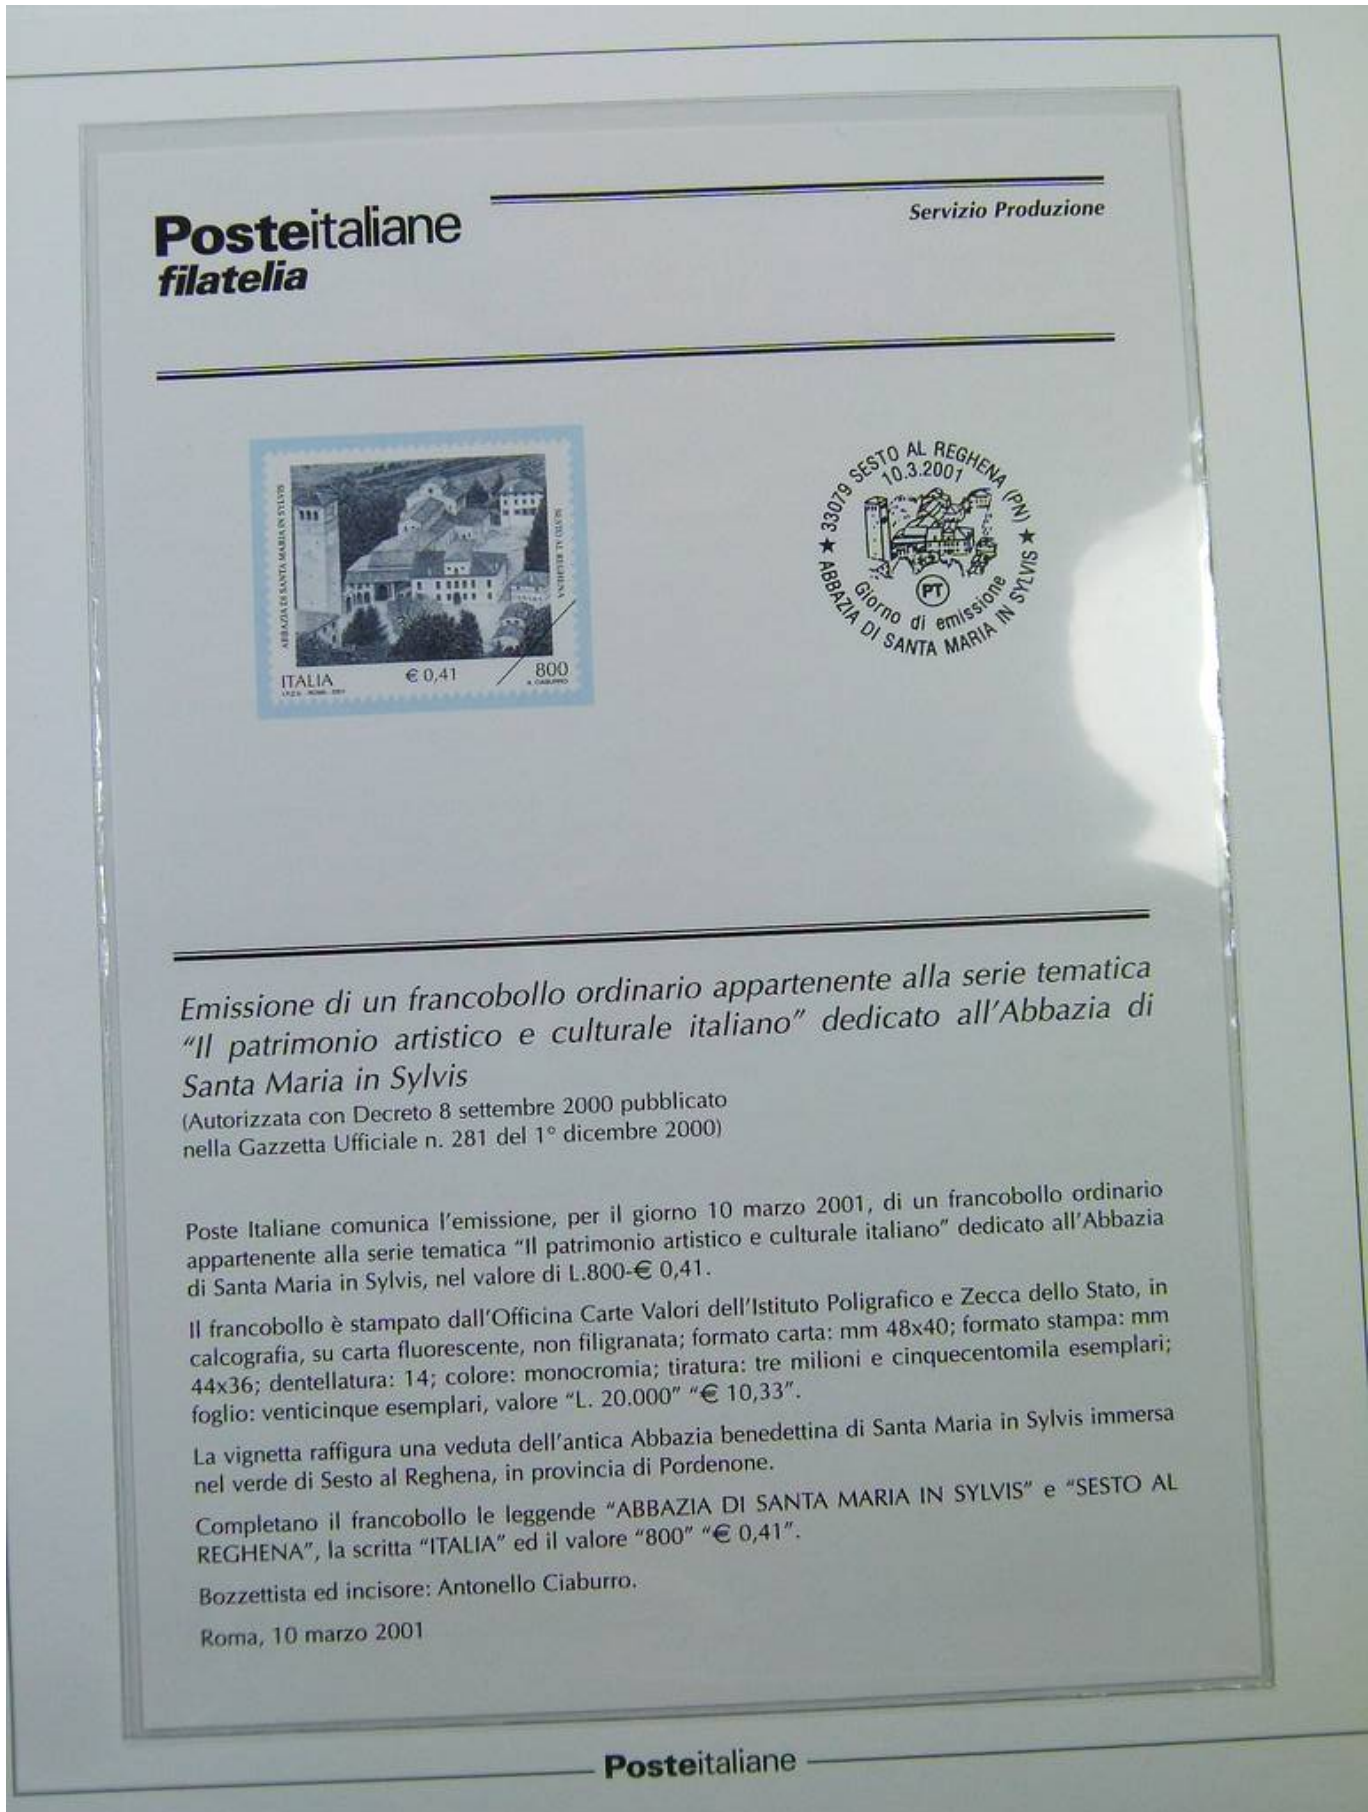 Posteitaliane
filatelia
Servizio Produzione
ABBAZIA DI SANTA MARIA IN SYLVIS
SESTO AL REGHENA
ITALIA
€ 0,41
800
I.P.Z.S. - ROMA - 2001
A. CIABURRO
★ 33079 SESTO AL REGHENA (PN) ★
10.3.2001
PT
Giorno di emissione
ABBAZIA DI SANTA MARIA IN SYLVIS
Emissione di un francobollo ordinario appartenente alla serie tematica
“Il patrimonio artistico e culturale italiano” dedicato all’Abbazia di
Santa Maria in Sylvis
(Autorizzata con Decreto 8 settembre 2000 pubblicato
nella Gazzetta Ufficiale n. 281 del 1° dicembre 2000)
Poste Italiane comunica l’emissione, per il giorno 10 marzo 2001, di un francobollo ordinario
appartenente alla serie tematica “Il patrimonio artistico e culturale italiano” dedicato all’Abbazia
di Santa Maria in Sylvis, nel valore di L.800-€ 0,41.
Il francobollo è stampato dall’Officina Carte Valori dell’Istituto Poligrafico e Zecca dello Stato, in
calcografia, su carta fluorescente, non filigranata; formato carta: mm 48x40; formato stampa: mm
44x36; dentellatura: 14; colore: monocromia; tiratura: tre milioni e cinquecentomila esemplari;
foglio: venticinque esemplari, valore “L. 20.000” “€ 10,33”.
La vignetta raffigura una veduta dell’antica Abbazia benedettina di Santa Maria in Sylvis immersa
nel verde di Sesto al Reghena, in provincia di Pordenone.
Completano il francobollo le leggende “ABBAZIA DI SANTA MARIA IN SYLVIS” e “SESTO AL
REGHENA”, la scritta “ITALIA” ed il valore “800” “€ 0,41”.
Bozzettista ed incisore: Antonello Ciaburro.
Roma, 10 marzo 2001
Posteitaliane